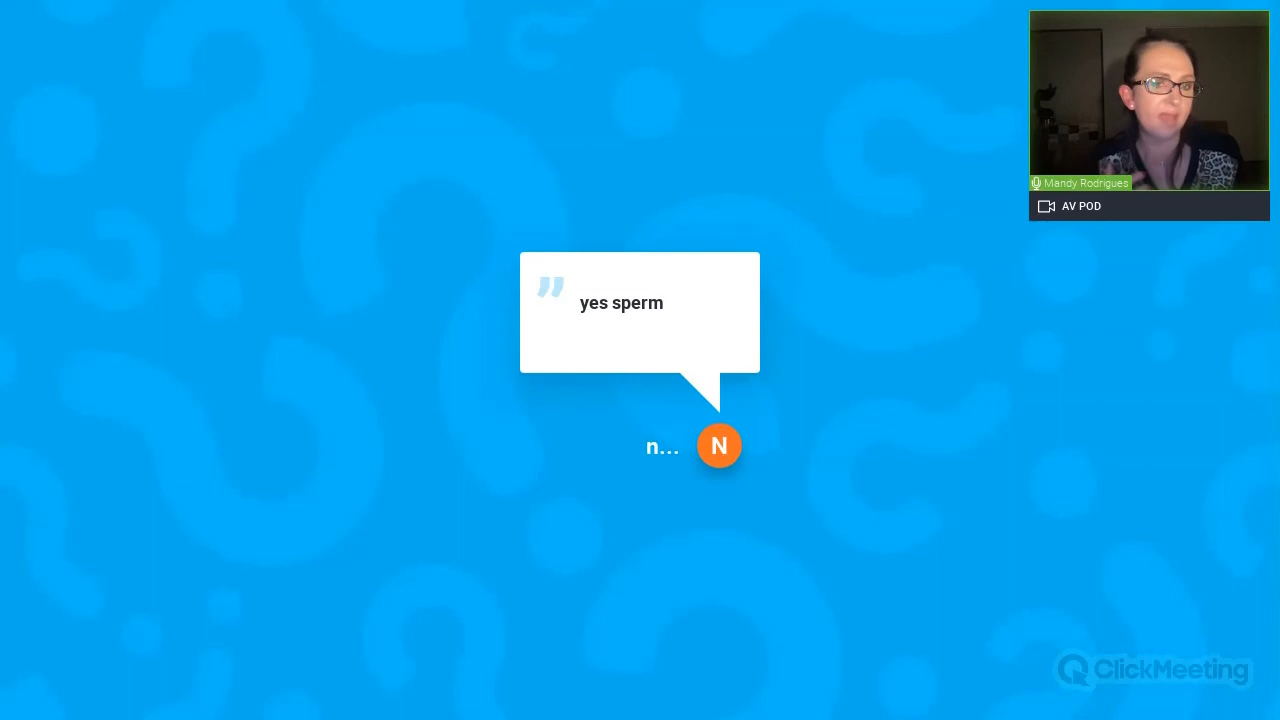 Mandy Rodrigues
AV POD
” yes sperm
n...
N
ClickMeeting